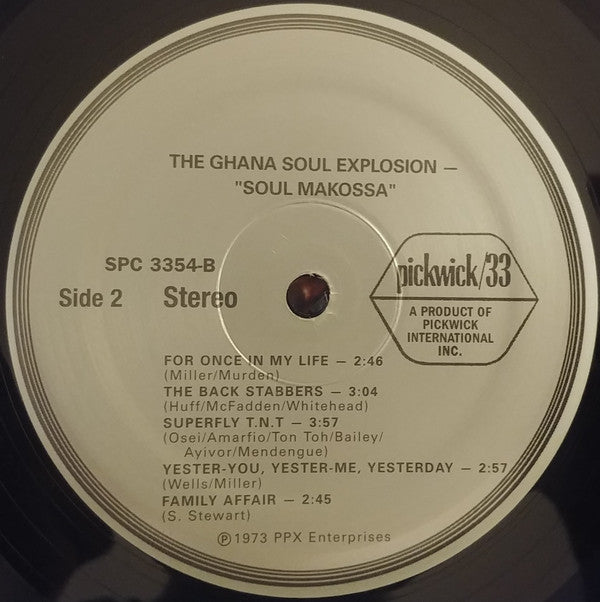 THE GHANA SOUL EXPLOSION —
"SOUL MAKOSSA"
SPC 3354-B
Side 2 Stereo
pickwick/33
A PRODUCT OF
PICKWICK
INTERNATIONAL
INC.
FOR ONCE IN MY LIFE — 2:46
(Miller/Murden)
THE BACK STABBERS — 3:04
(Huff/McFadden/Whitehead)
SUPERFLY T.N.T — 3:57
(Osei/Amarfio/Ton Toh/Bailey/
Ayivor/Mendengue)
YESTER-YOU, YESTER-ME, YESTERDAY — 2:57
(Wells/Miller)
FAMILY AFFAIR — 2:45
(S. Stewart)
℗1973 PPX Enterprises